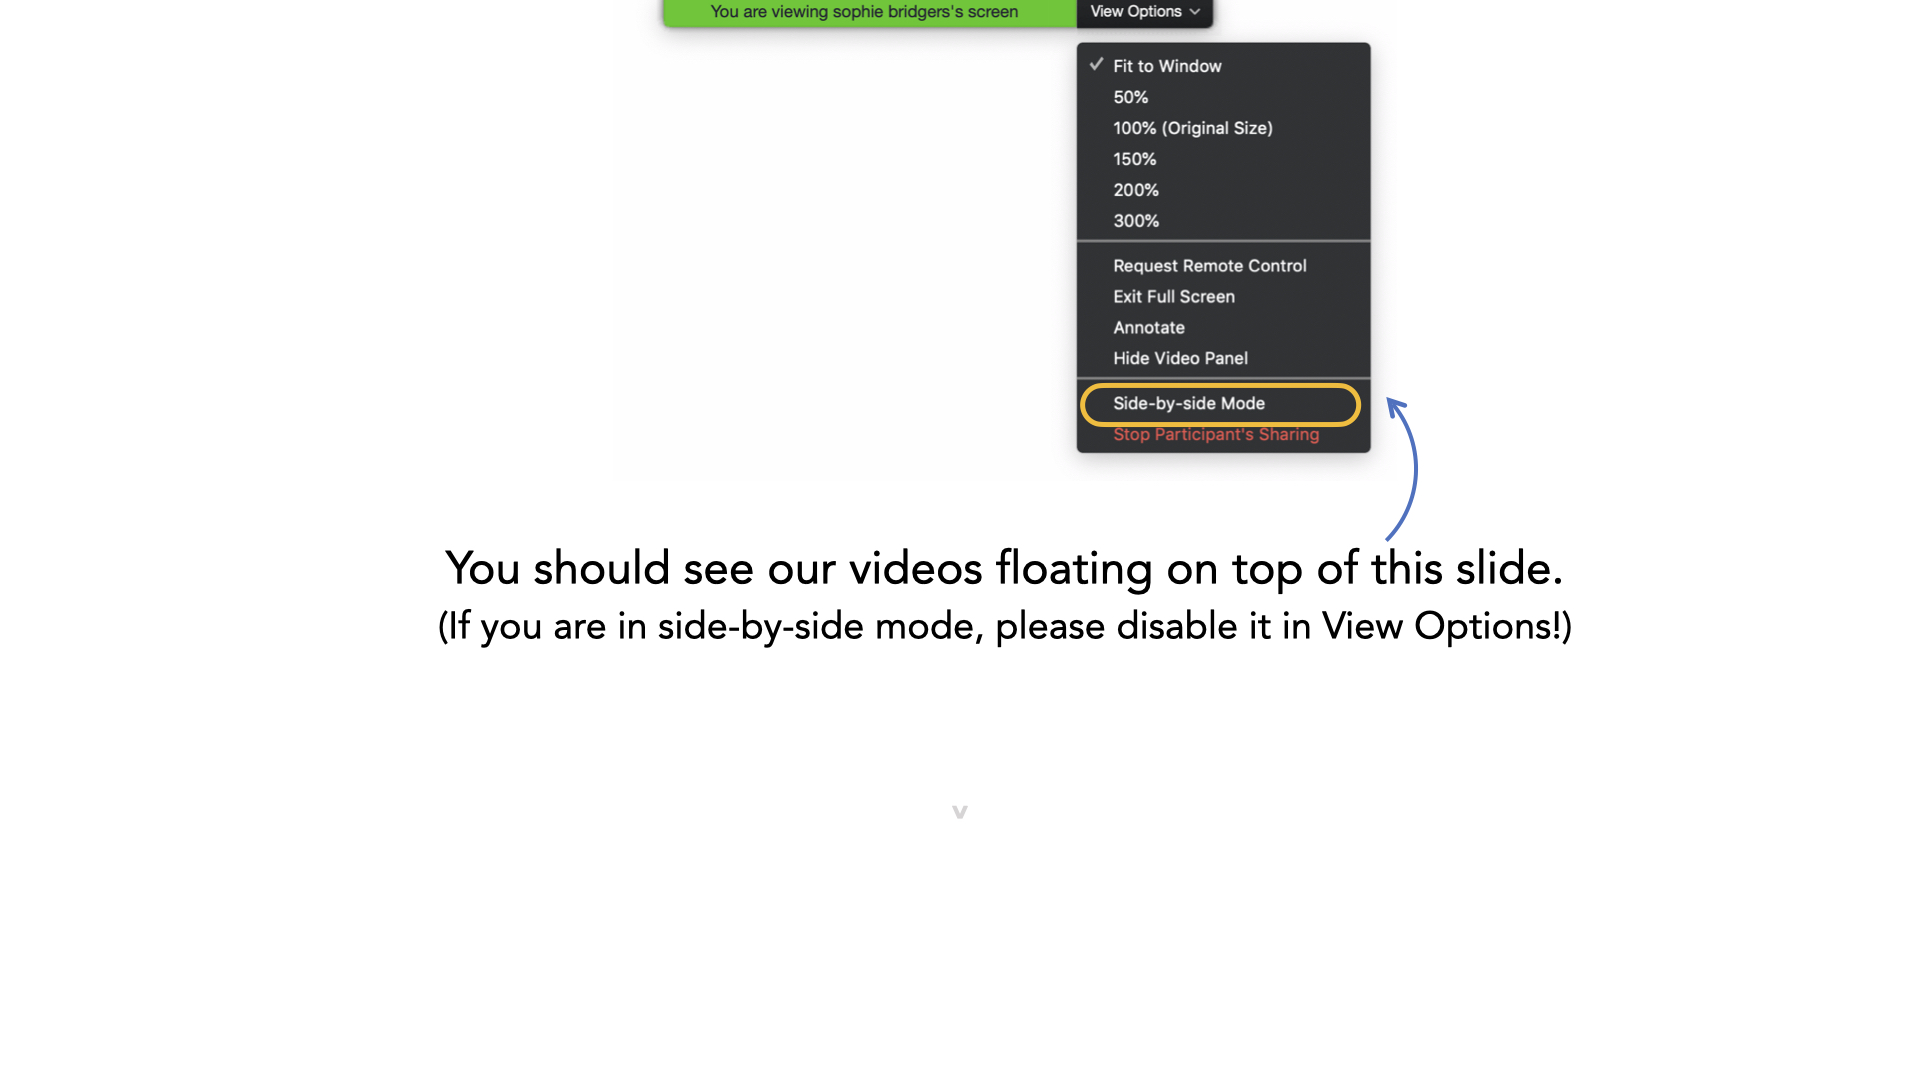 You are viewing sophie bridgers's screen
View Options
Fit to Window
50%
100% (Original Size)
150%
200%
300%
Request Remote Control
Exit Full Screen
Annotate
Hide Video Panel
Side-by-side Mode
Stop Participant's Sharing
You should see our videos floating on top of this slide.
(If you are in side-by-side mode, please disable it in View Options!)
v